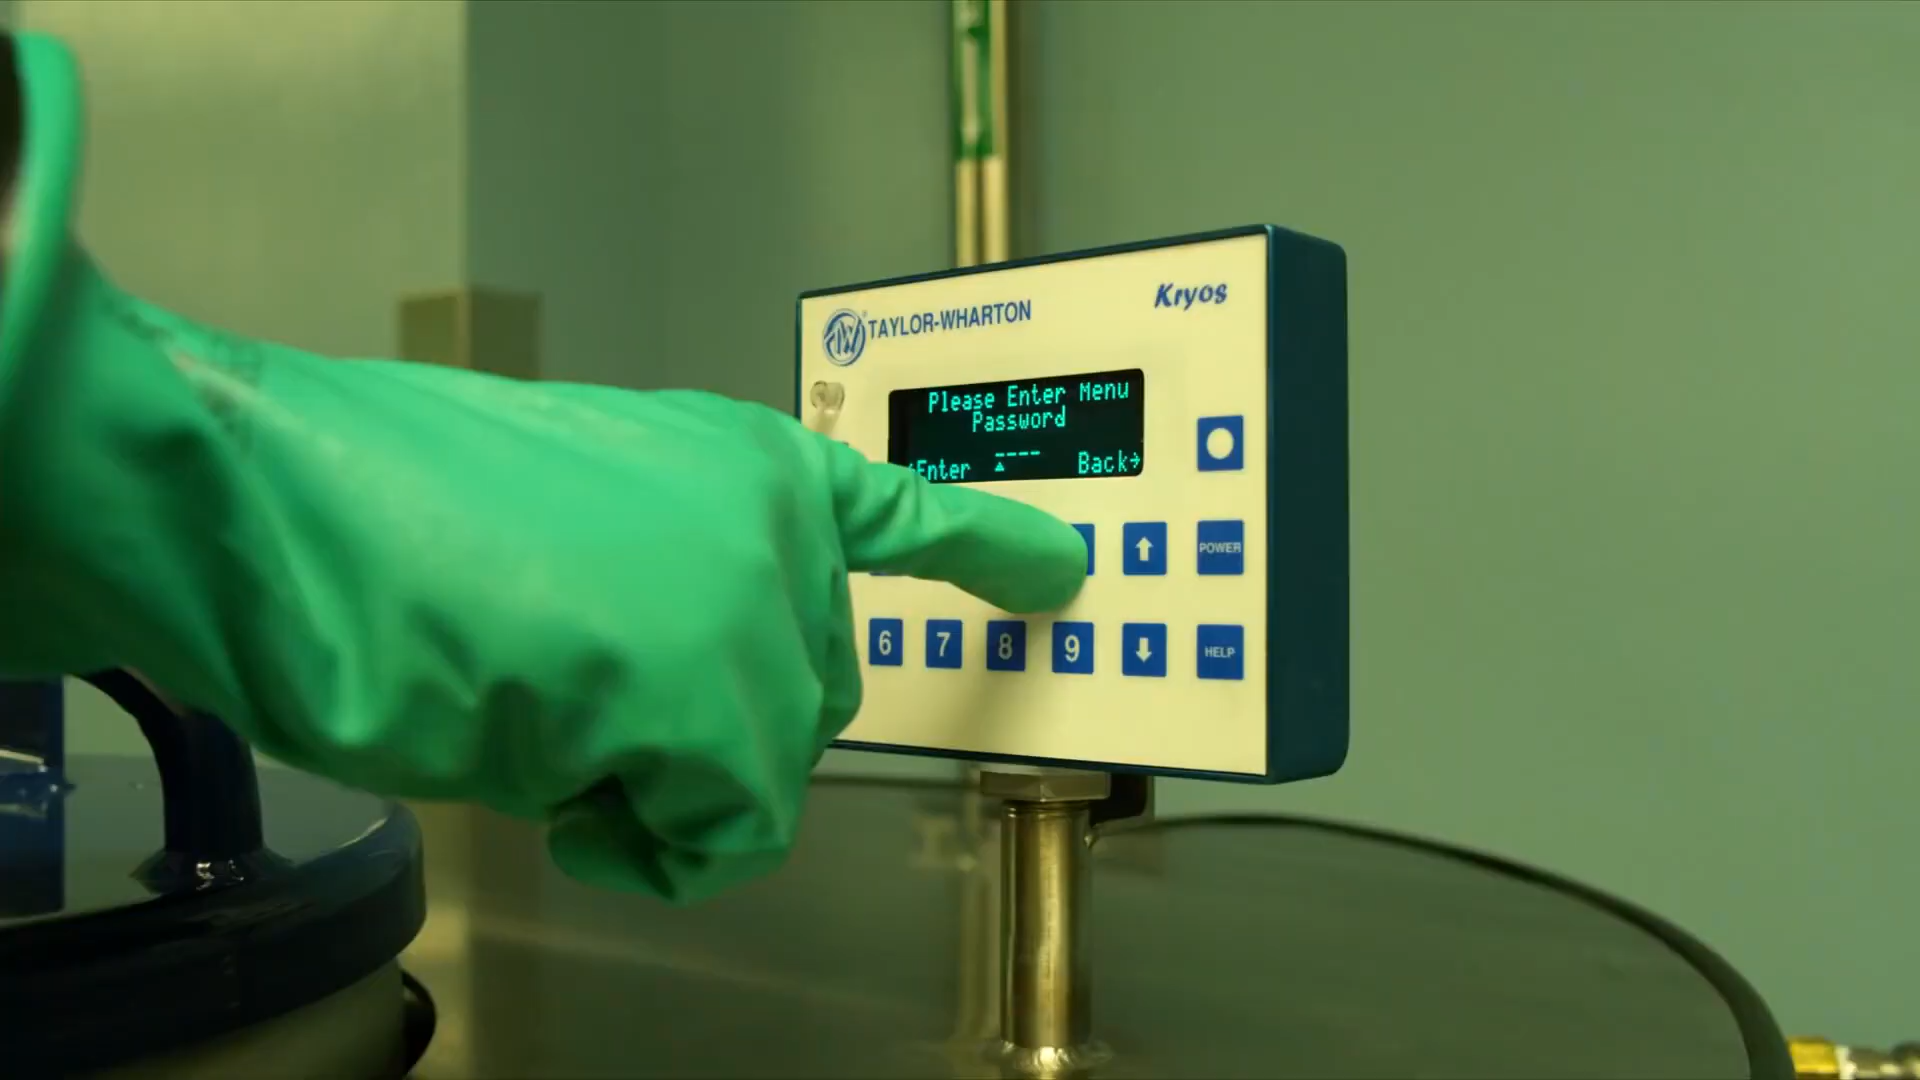 TAYLOR-WHARTON
Kryos
Please Enter Menu
Password
----
Enter
Back→
↑
POWER
6 7 8 9 ↓
HELP